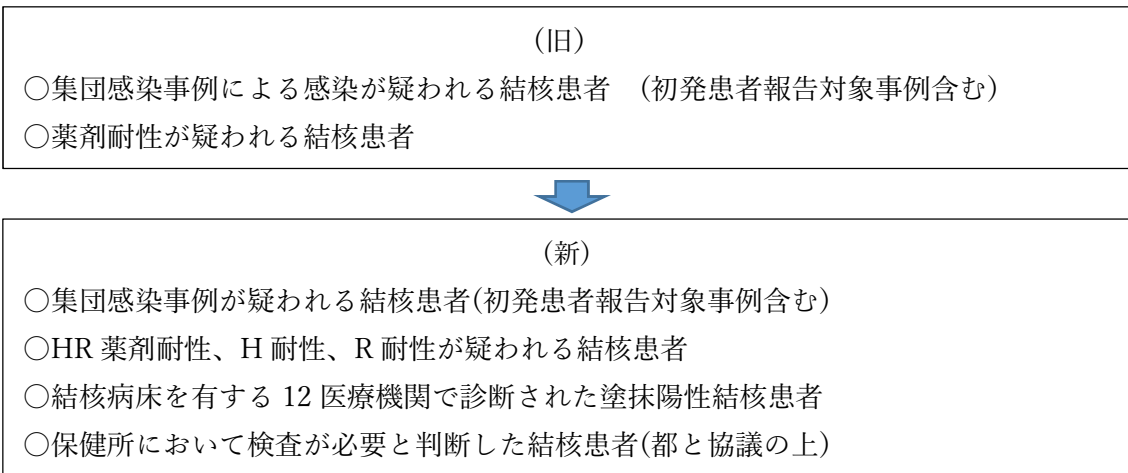 (旧)
○集団感染事例による感染が疑われる結核患者　(初発患者報告対象事例含む)
○薬剤耐性が疑われる結核患者
(新)
○集団感染事例が疑われる結核患者(初発患者報告対象事例含む)
○HR 薬剤耐性、H 耐性、R 耐性が疑われる結核患者
○結核病床を有する 12 医療機関で診断された塗抹陽性結核患者
○保健所において検査が必要と判断した結核患者(都と協議の上)